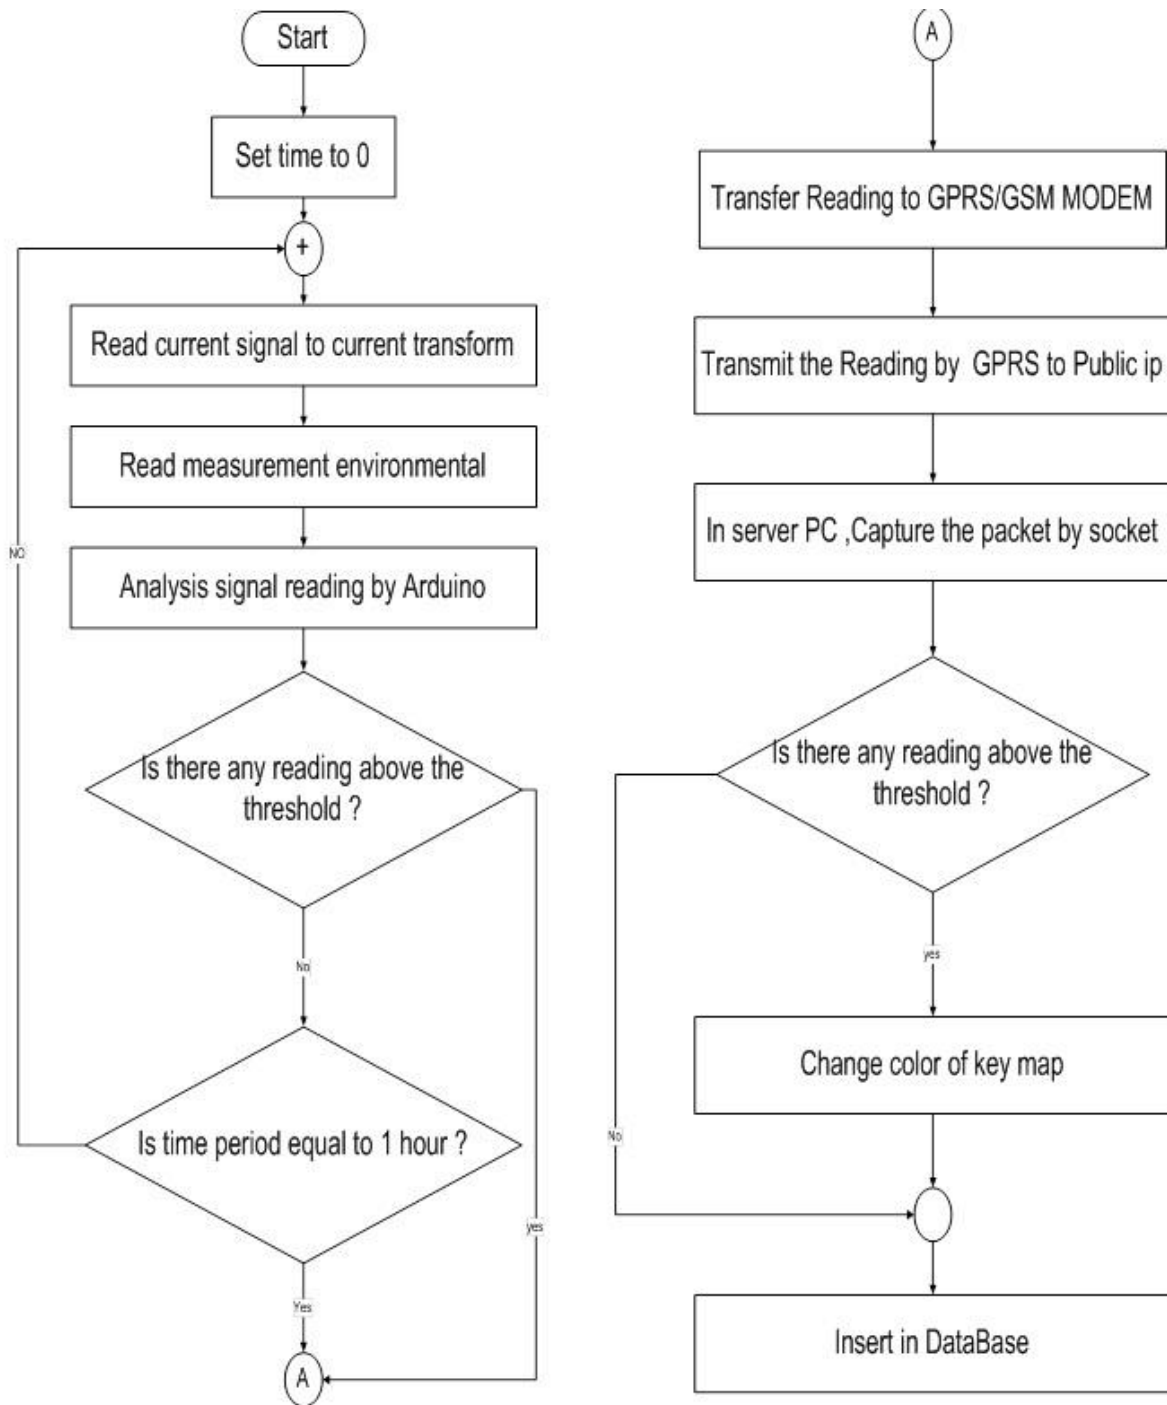 Start
Set time to 0
+
Read current signal to current transform
Read measurement environmental
Analysis signal reading by Arduino
NO
Is there any reading above the
threshold ?
No
Is time period equal to 1 hour ?
yes
Yes
A
A
Transfer Reading to GPRS/GSM MODEM
Transmit the Reading by GPRS to Public ip
In server PC ,Capture the packet by socket
Is there any reading above the
threshold ?
yes
Change color of key map
No
Insert in DataBase